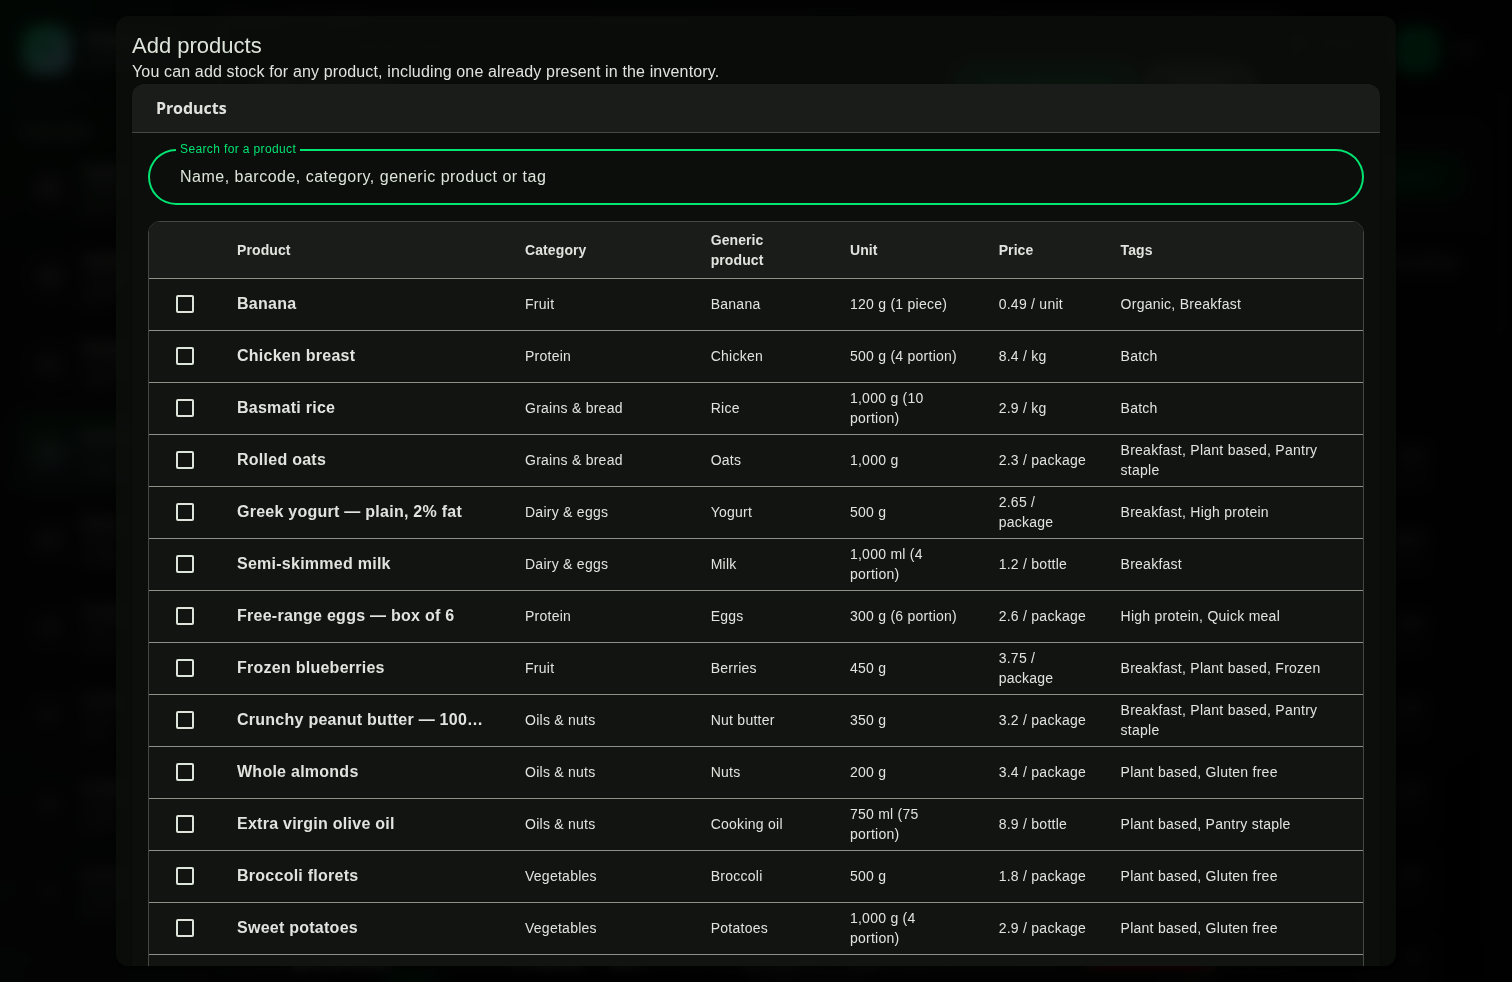 Add products
You can add stock for any product, including one already present in the inventory.
Products
Search for a product
Name, barcode, category, generic product or tag
Product Category Generic product Unit Price Tags
Banana Fruit Banana 120 g (1 piece) 0.49 / unit Organic, Breakfast
Chicken breast Protein Chicken 500 g (4 portion) 8.4 / kg Batch
Basmati rice Grains & bread Rice 1,000 g (10 portion) 2.9 / kg Batch
Rolled oats Grains & bread Oats 1,000 g 2.3 / package Breakfast, Plant based, Pantry staple
Greek yogurt — plain, 2% fat Dairy & eggs Yogurt 500 g 2.65 / package Breakfast, High protein
Semi-skimmed milk Dairy & eggs Milk 1,000 ml (4 portion) 1.2 / bottle Breakfast
Free-range eggs — box of 6 Protein Eggs 300 g (6 portion) 2.6 / package High protein, Quick meal
Frozen blueberries Fruit Berries 450 g 3.75 / package Breakfast, Plant based, Frozen
Crunchy peanut butter — 100… Oils & nuts Nut butter 350 g 3.2 / package Breakfast, Plant based, Pantry staple
Whole almonds Oils & nuts Nuts 200 g 3.4 / package Plant based, Gluten free
Extra virgin olive oil Oils & nuts Cooking oil 750 ml (75 portion) 8.9 / bottle Plant based, Pantry staple
Broccoli florets Vegetables Broccoli 500 g 1.8 / package Plant based, Gluten free
Sweet potatoes Vegetables Potatoes 1,000 g (4 portion) 2.9 / package Plant based, Gluten free